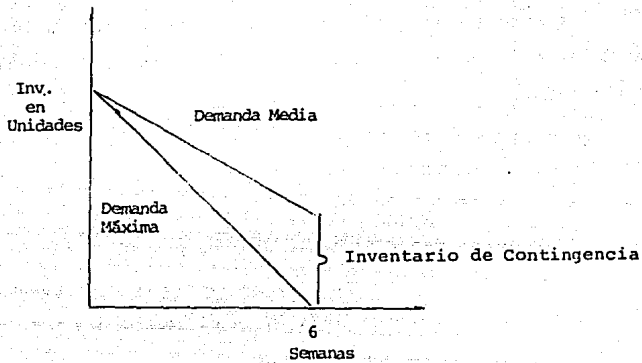 Inv.
en
Unidades
Demanda Media
Demanda
Máxima
Inventario de Contingencia
6
Semanas